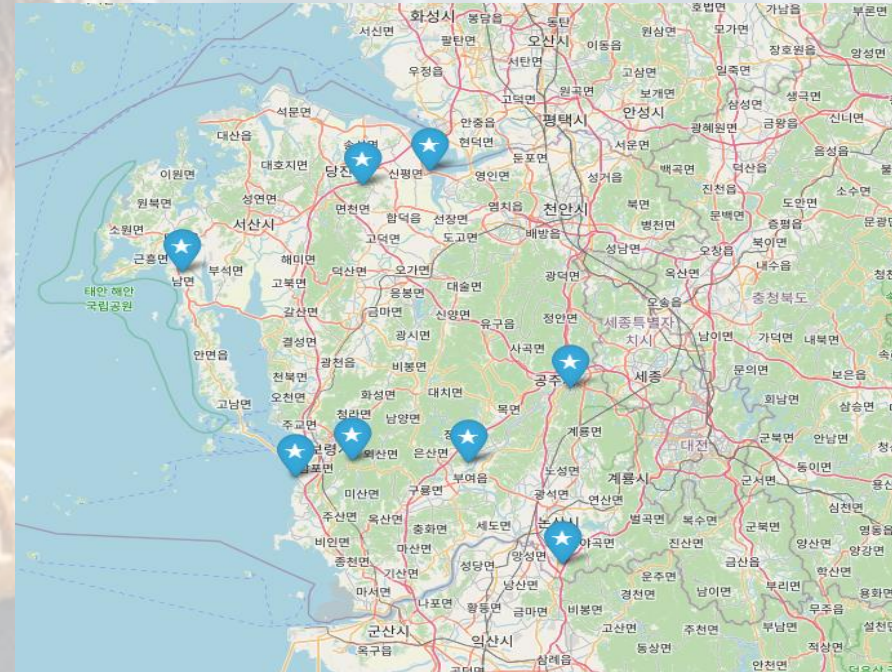 화성시
봉담읍
동탄
호법면
가남읍
부론면
서신면
팔탄면
오산시
이동읍
원삼면
모가면
장호원읍
앙성면
우정읍
서탄면
원곡면
고삼면
일죽면
생극면
고덕면
보개면
삼성면
석문면
안중읍
평택시
안성시
금왕읍
신니면
대산읍
현덕면
서운면
광혜원면
음성읍
둔포면
이원면
대호지면
신평면
영인면
성거읍
백곡면
덕산읍
소수면
원북면
성연면
면천면
염치읍
천안시
북면
진천읍
도안면
소원면
서산시
합덕읍
선장면
배방읍
병천면
문백면
증평읍
근흥면
고덕면
도고면
성남면
오창읍
북이면
해미면
내수읍
남면
부석면
고북면
덕산면
오가면
대술면
광덕면
옥산면
태안 해안
국립공원
응봉면
오송읍
충청북도
갈산면
금마면
신양면
유구읍
정안면
세종특별자
치시
남이면
가덕면
내북면
결성면
광시면
사곡면
안면읍
광천읍
비봉면
세종
문의면
보은읍
천북면
화성면
대치면
고남면
오천면
목면
회남면
삼승면
주교면
청라면
남양면
계룡면
대전
군북면
안남면
외산면
은산면
동이면
부여읍
노성면
계룡시
군서면
미산면
구룡면
광석면
연산면
심천면
주산면
옥산면
충화면
세도면
논산시
벌곡면
복수면
군북면
영동읍
비인면
마산면
망성면
야곡면
진산면
양산면
양강면
종천면
성당면
금산읍
기산면
낭산면
운주면
학산면
마서면
나포면
황등면
금마면
비봉면
경천면
남이면
부리면
용화면
무주읍
군산시
고산면
주천면
부남면
설천면
옥구읍
익산시
동상면
적상면
삼례읍
안천면